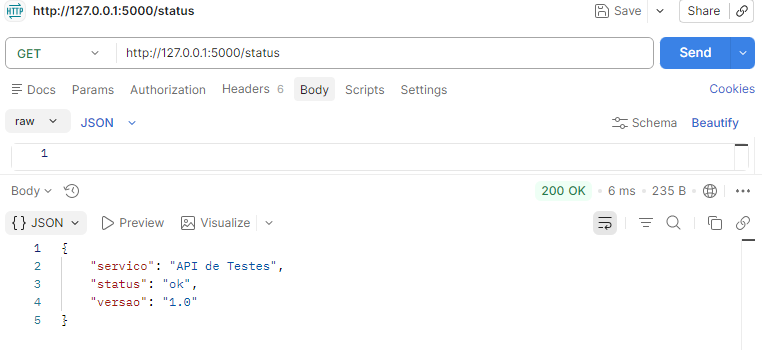 HTTP http://127.0.0.1:5000/status Save Share
GET http://127.0.0.1:5000/status Send
Docs Params Authorization Headers 6 Body Scripts Settings Cookies
raw JSON Schema Beautify
1
Body 200 OK • 6 ms • 235 B
{} JSON Preview Visualize
1 {
2 "servico": "API de Testes",
3 "status": "ok",
4 "versao": "1.0"
5 }